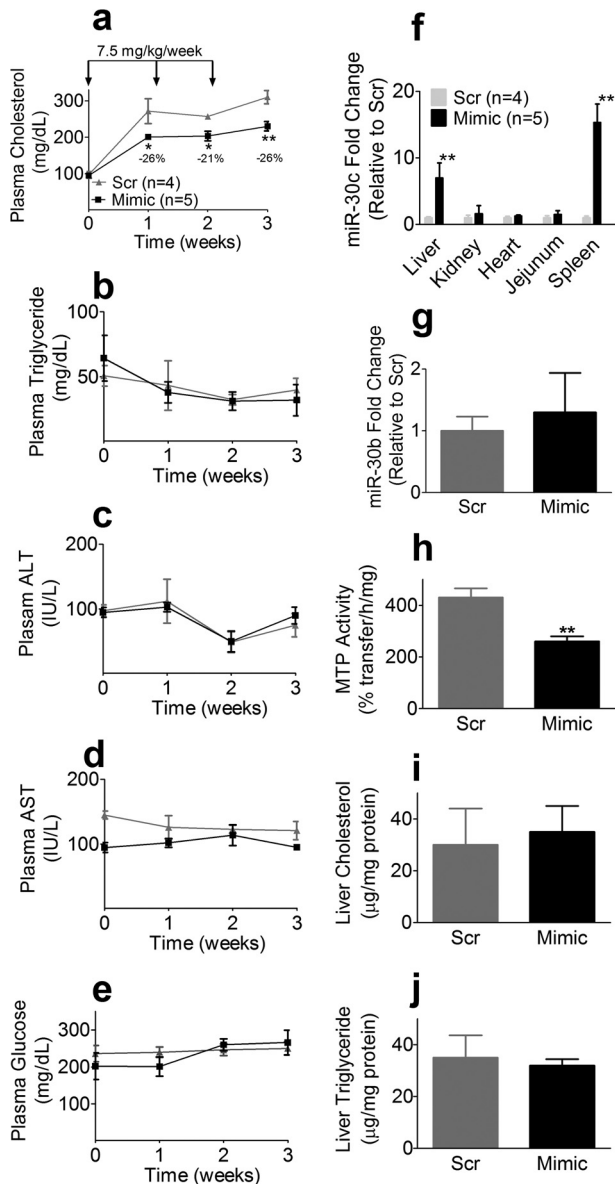 a
7.5 mg/kg/week
Plasma Cholesterol
(mg/dL)
300
200
100
*
-26%
*
-21%
**
-26%
Scr (n=4)
Mimic (n=5)
0 1 2 3
Time (weeks)
b
Plasma Triglyceride
(mg/dL)
100
50
0 1 2 3
Time (weeks)
c
Plasam ALT
(IU/L)
200
100
0 1 2 3
Time (weeks)
d
Plasma AST
(IU/L)
200
100
0 1 2 3
Time (weeks)
e
Plasma Glucose
(mg/dL)
300
200
100
0 1 2 3
Time (weeks)
f
miR-30c Fold Change
(Relative to Scr)
20
10
0
Scr (n=4)
Mimic (n=5)
**
**
Liver
Kidney
Heart
Jejunum
Spleen
g
miR-30b Fold Change
(Relative to Scr)
2
1
0
Scr Mimic
h
MTP Activity
(% transfer/h/mg)
400
200
0
**
Scr Mimic
i
Liver Cholesterol
(µg/mg protein)
40
20
0
Scr Mimic
j
Liver Triglyceride
(µg/mg protein)
40
20
0
Scr Mimic